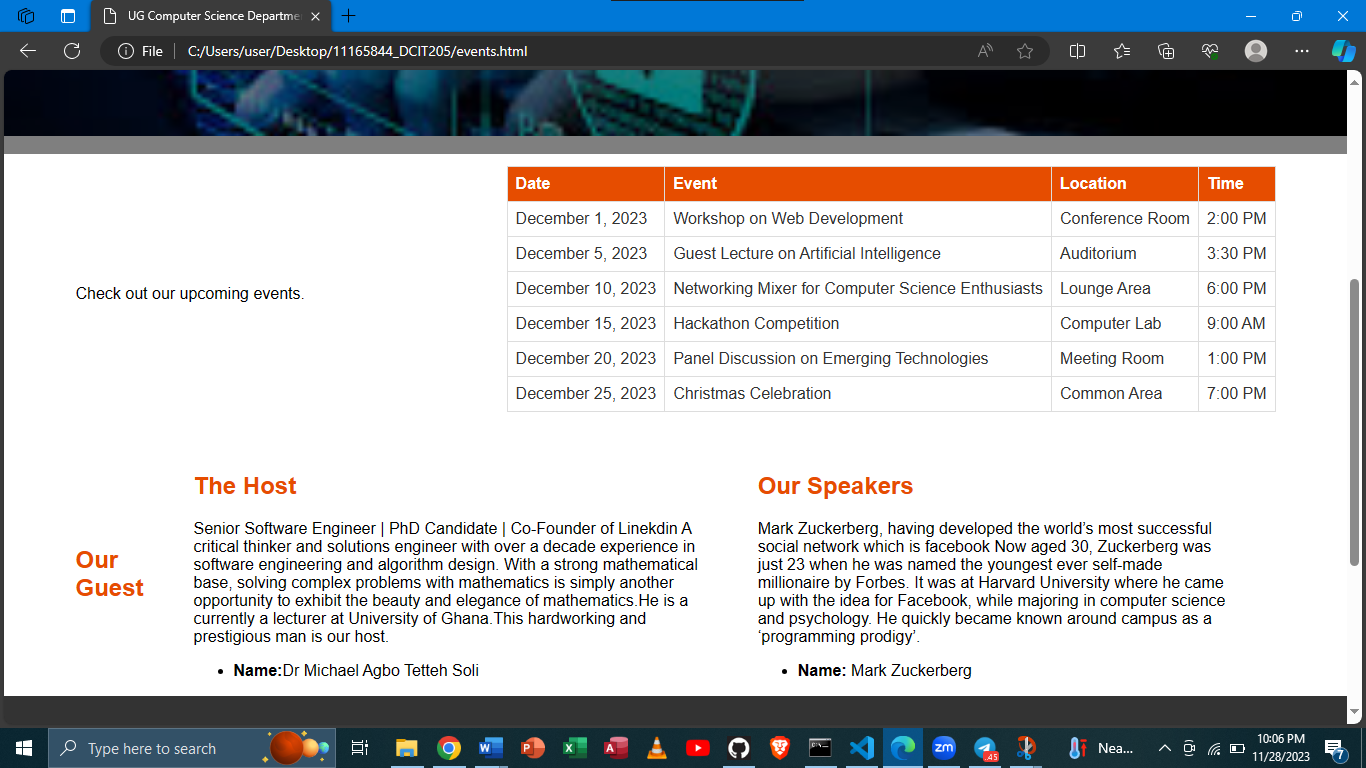 UG Computer Science Departme
File
C:/Users/user/Desktop/11165844_DCIT205/events.html
Check out our upcoming events.
Date Event Location Time
December 1, 2023 Workshop on Web Development Conference Room 2:00 PM
December 5, 2023 Guest Lecture on Artificial Intelligence Auditorium 3:30 PM
December 10, 2023 Networking Mixer for Computer Science Enthusiasts Lounge Area 6:00 PM
December 15, 2023 Hackathon Competition Computer Lab 9:00 AM
December 20, 2023 Panel Discussion on Emerging Technologies Meeting Room 1:00 PM
December 25, 2023 Christmas Celebration Common Area 7:00 PM
Our
Guest
The Host
Senior Software Engineer | PhD Candidate | Co-Founder of Linekdin A
critical thinker and solutions engineer with over a decade experience in
software engineering and algorithm design. With a strong mathematical
base, solving complex problems with mathematics is simply another
opportunity to exhibit the beauty and elegance of mathematics.He is a
currently a lecturer at University of Ghana.This hardworking and
prestigious man is our host.
• Name:Dr Michael Agbo Tetteh Soli
Our Speakers
Mark Zuckerberg, having developed the world’s most successful
social network which is facebook Now aged 30, Zuckerberg was
just 23 when he was named the youngest ever self-made
millionaire by Forbes. It was at Harvard University where he came
up with the idea for Facebook, while majoring in computer science
and psychology. He quickly became known around campus as a
‘programming prodigy’.
• Name: Mark Zuckerberg
Type here to search
zm
.45
Nea...
10:06 PM
11/28/2023
7